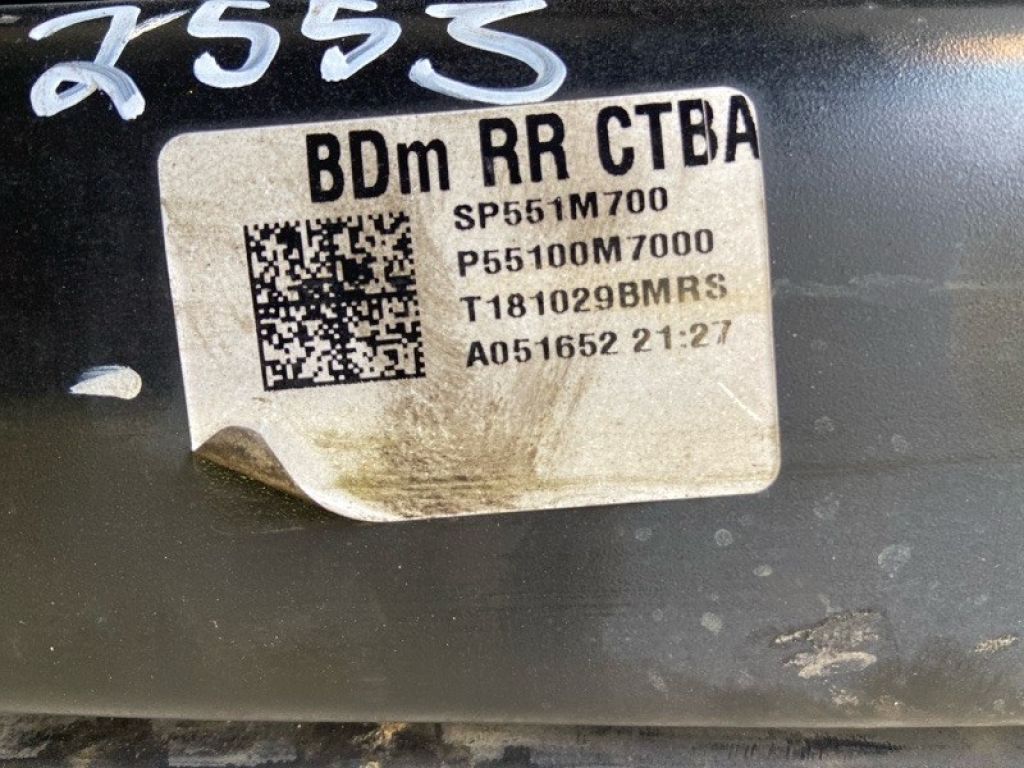 2553
BDm RR CTBA
SP551M700
P55100M7000
T181029BMRS
A051652 21:27